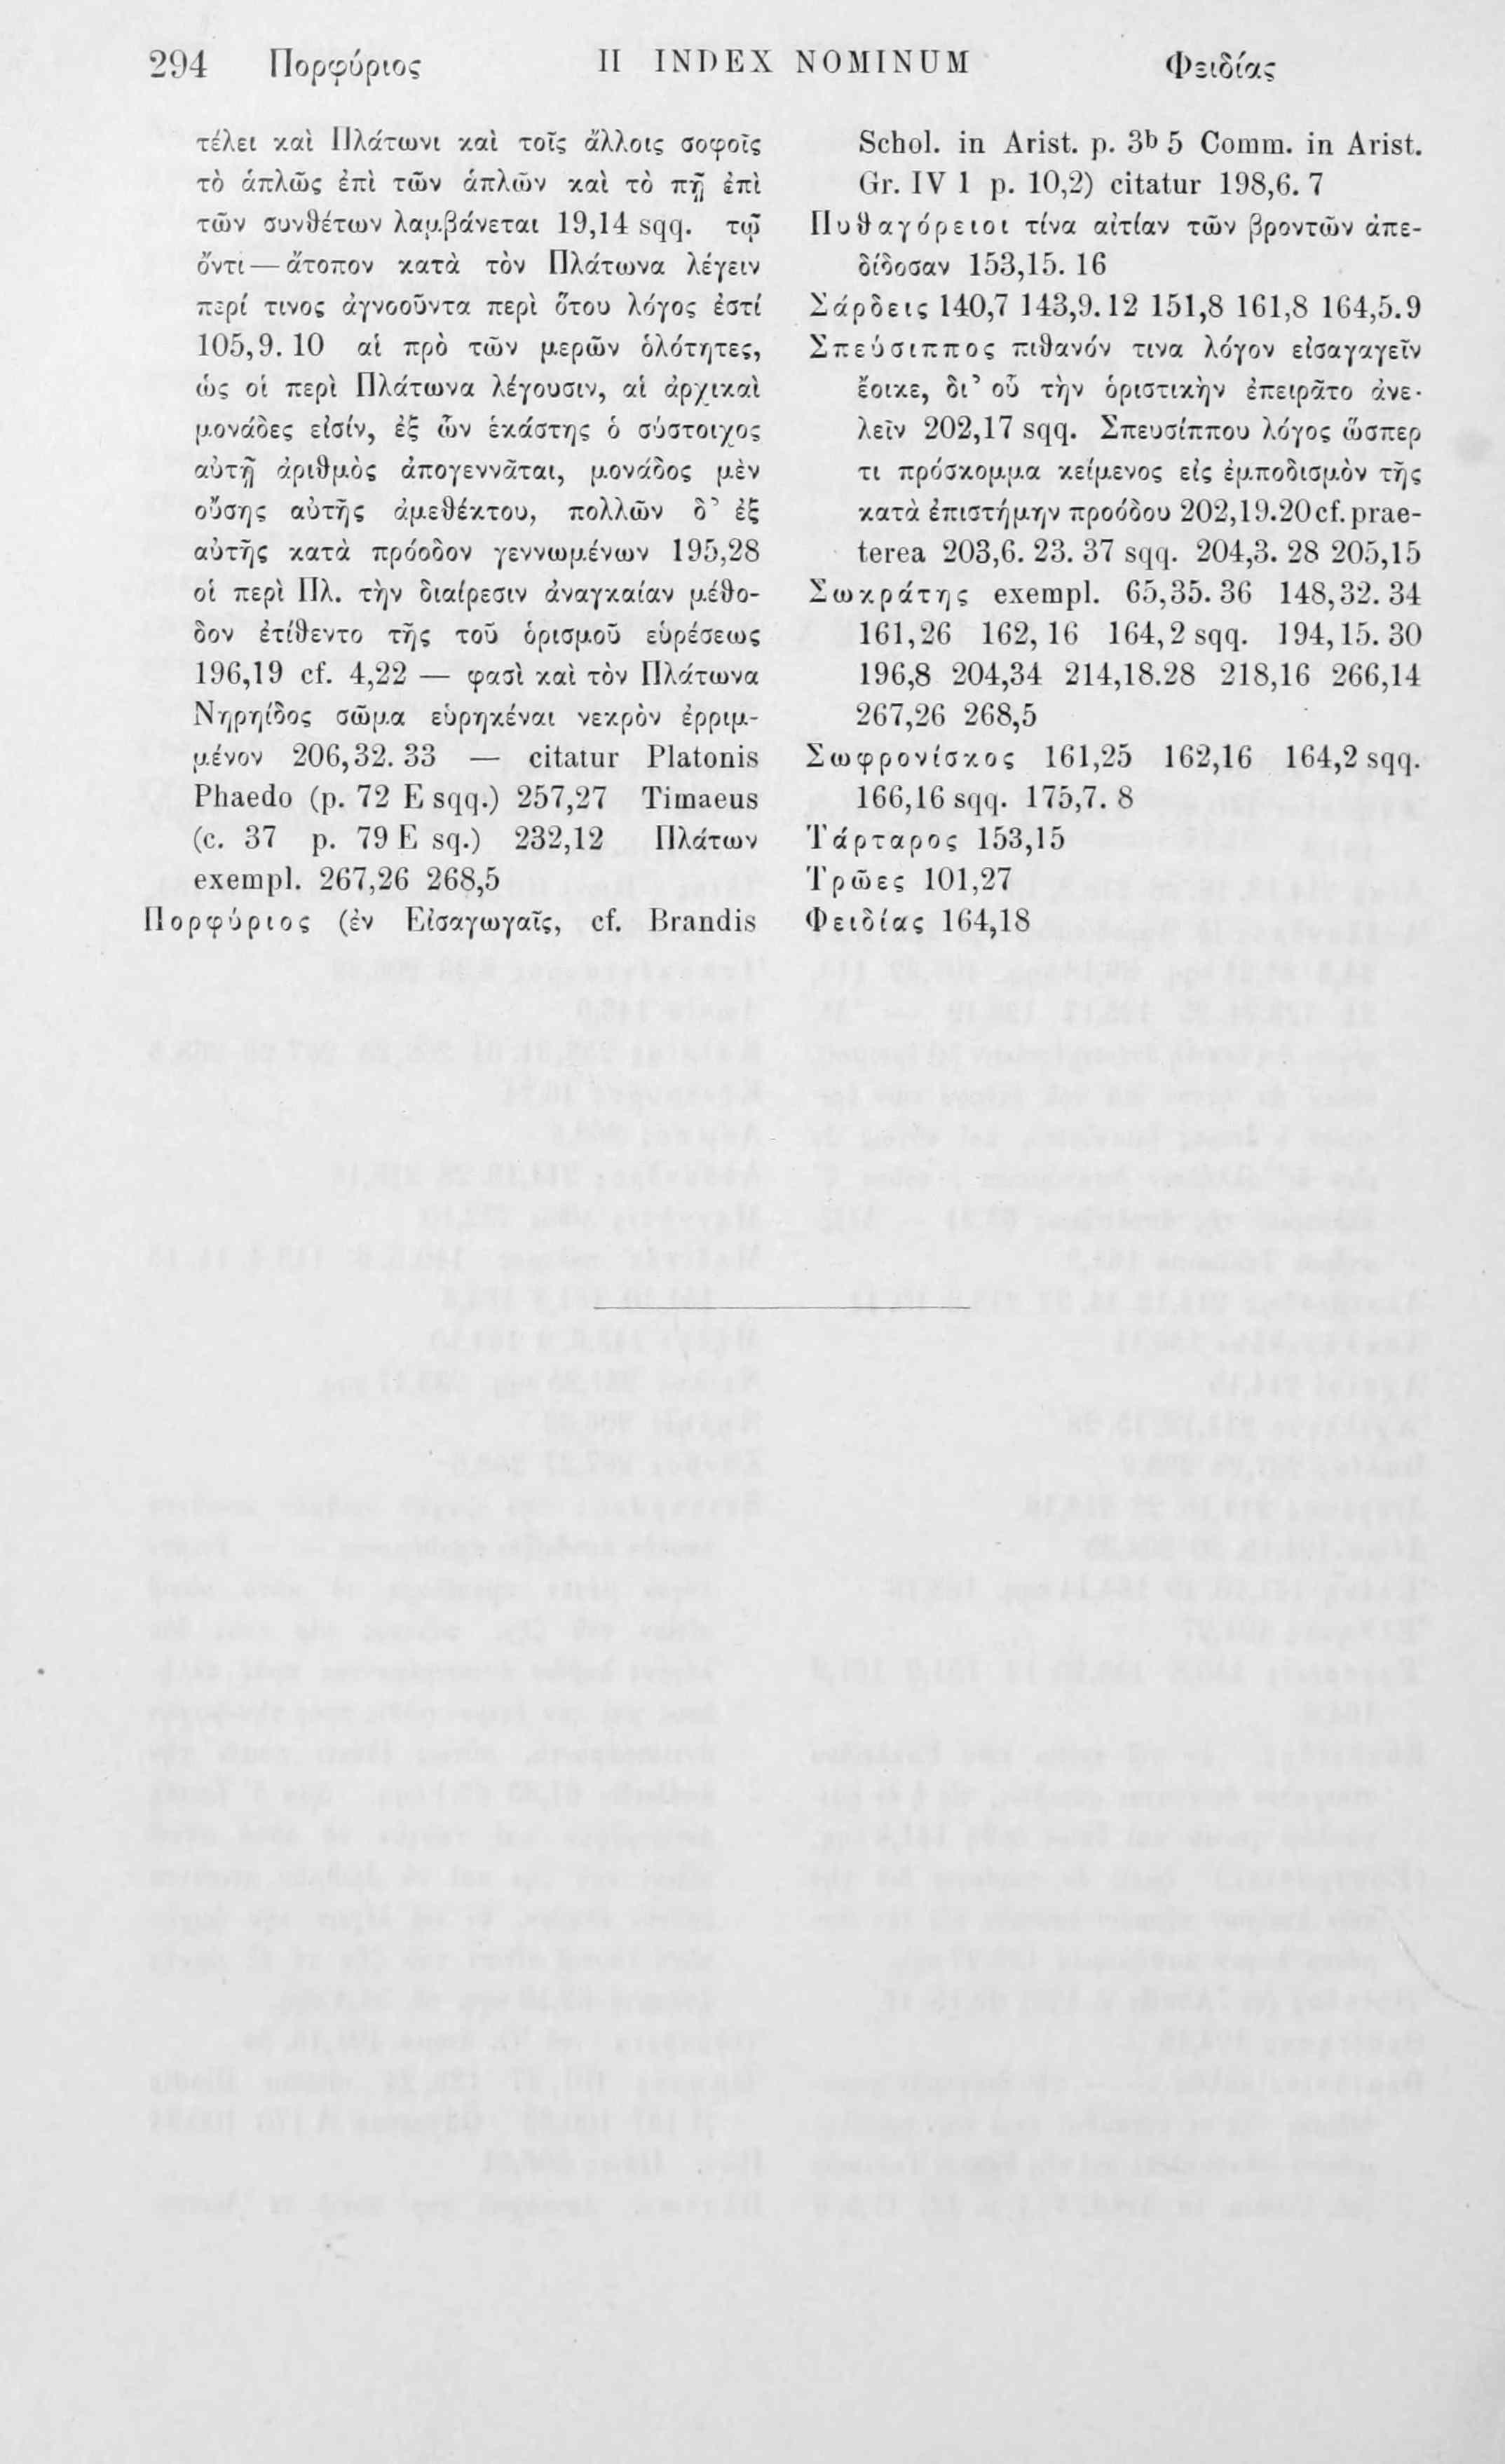 294 Πορφύριος II INDEX NOMINUM Φειδίας
τέλει καὶ Πλάτωνι καὶ τοῖς ἄλλοις σοφοῖς
τὸ ἁπλῶς ἐπὶ τῶν ἁπλῶν καὶ τὸ πῇ ἐπὶ
τῶν συνθέτων λαμβάνεται 19,14 sqq. τῷ
ὄντι — ἄτοπον κατὰ τὸν Πλάτωνα λέγειν
περί τινος ἀγνοοῦντα περὶ ὅτου λόγος ἐστί
105,9. 10 αἱ πρὸ τῶν μερῶν ὁλότητες,
ὡς οἱ περὶ Πλάτωνα λέγουσιν, αἱ ἀρχικαὶ
μονάδες εἰσίν, ἐξ ὧν ἑκάστης ὁ σύστοιχος
αὐτῇ ἀριθμὸς ἀπογεννᾶται, μονάδος μὲν
οὔσης αὐτῆς ἀμεθέκτου, πολλῶν δ’ ἐξ
αὐτῆς κατὰ πρόοδον γεννωμένων 195,28
οἱ περὶ Πλ. τὴν διαίρεσιν ἀναγκαίαν μέθο-
δον ἐτίθεντο τῆς τοῦ ὁρισμοῦ εὑρέσεως
196,19 cf. 4,22 — φασὶ καὶ τὸν Πλάτωνα
Νηρηίδος σῶμα εὑρηκέναι νεκρὸν ἐρριμ-
μένον 206,32. 33 — citatur Platonis
Phaedo (p. 72 E sqq.) 257,27 Timaeus
(c. 37 p. 79 E sq.) 232,12 Πλάτων
exempl. 267,26 268,5
Πορφύριος (ἐν Εἰσαγωγαῖς, cf. Brandis
Schol. in Arist. p. 3b 5 Comm. in Arist.
Gr. IV 1 p. 10,2) citatur 198,6. 7
Πυθαγόρειοι τίνα αἰτίαν τῶν βροντῶν ἀπε-
δίδοσαν 153,15. 16
Σάρδεις 140,7 143,9. 12 151,8 161,8 164,5. 9
Σπεύσιππος πιθανόν τινα λόγον εἰσαγαγεῖν
ἔοικε, δι’ οὗ τὴν ὁριστικὴν ἐπειρᾶτο ἀνε-
λεῖν 202,17 sqq. Σπευσίππου λόγος ὥσπερ
τι πρόσκομμα κείμενος εἰς ἐμποδισμὸν τῆς
κατὰ ἐπιστήμην προόδου 202,19.20 cf. prae-
terea 203,6. 23. 37 sqq. 204,3. 28 205,15
Σωκράτης exempl. 65,35. 36 148,32. 34
161,26 162,16 164,2 sqq. 194,15. 30
196,8 204,34 214,18.28 218,16 266,14
267,26 268,5
Σωφρονίσκος 161,25 162,16 164,2 sqq.
166,16 sqq. 175,7. 8
Τάρταρος 153,15
Τρῶες 101,27
Φειδίας 164,18